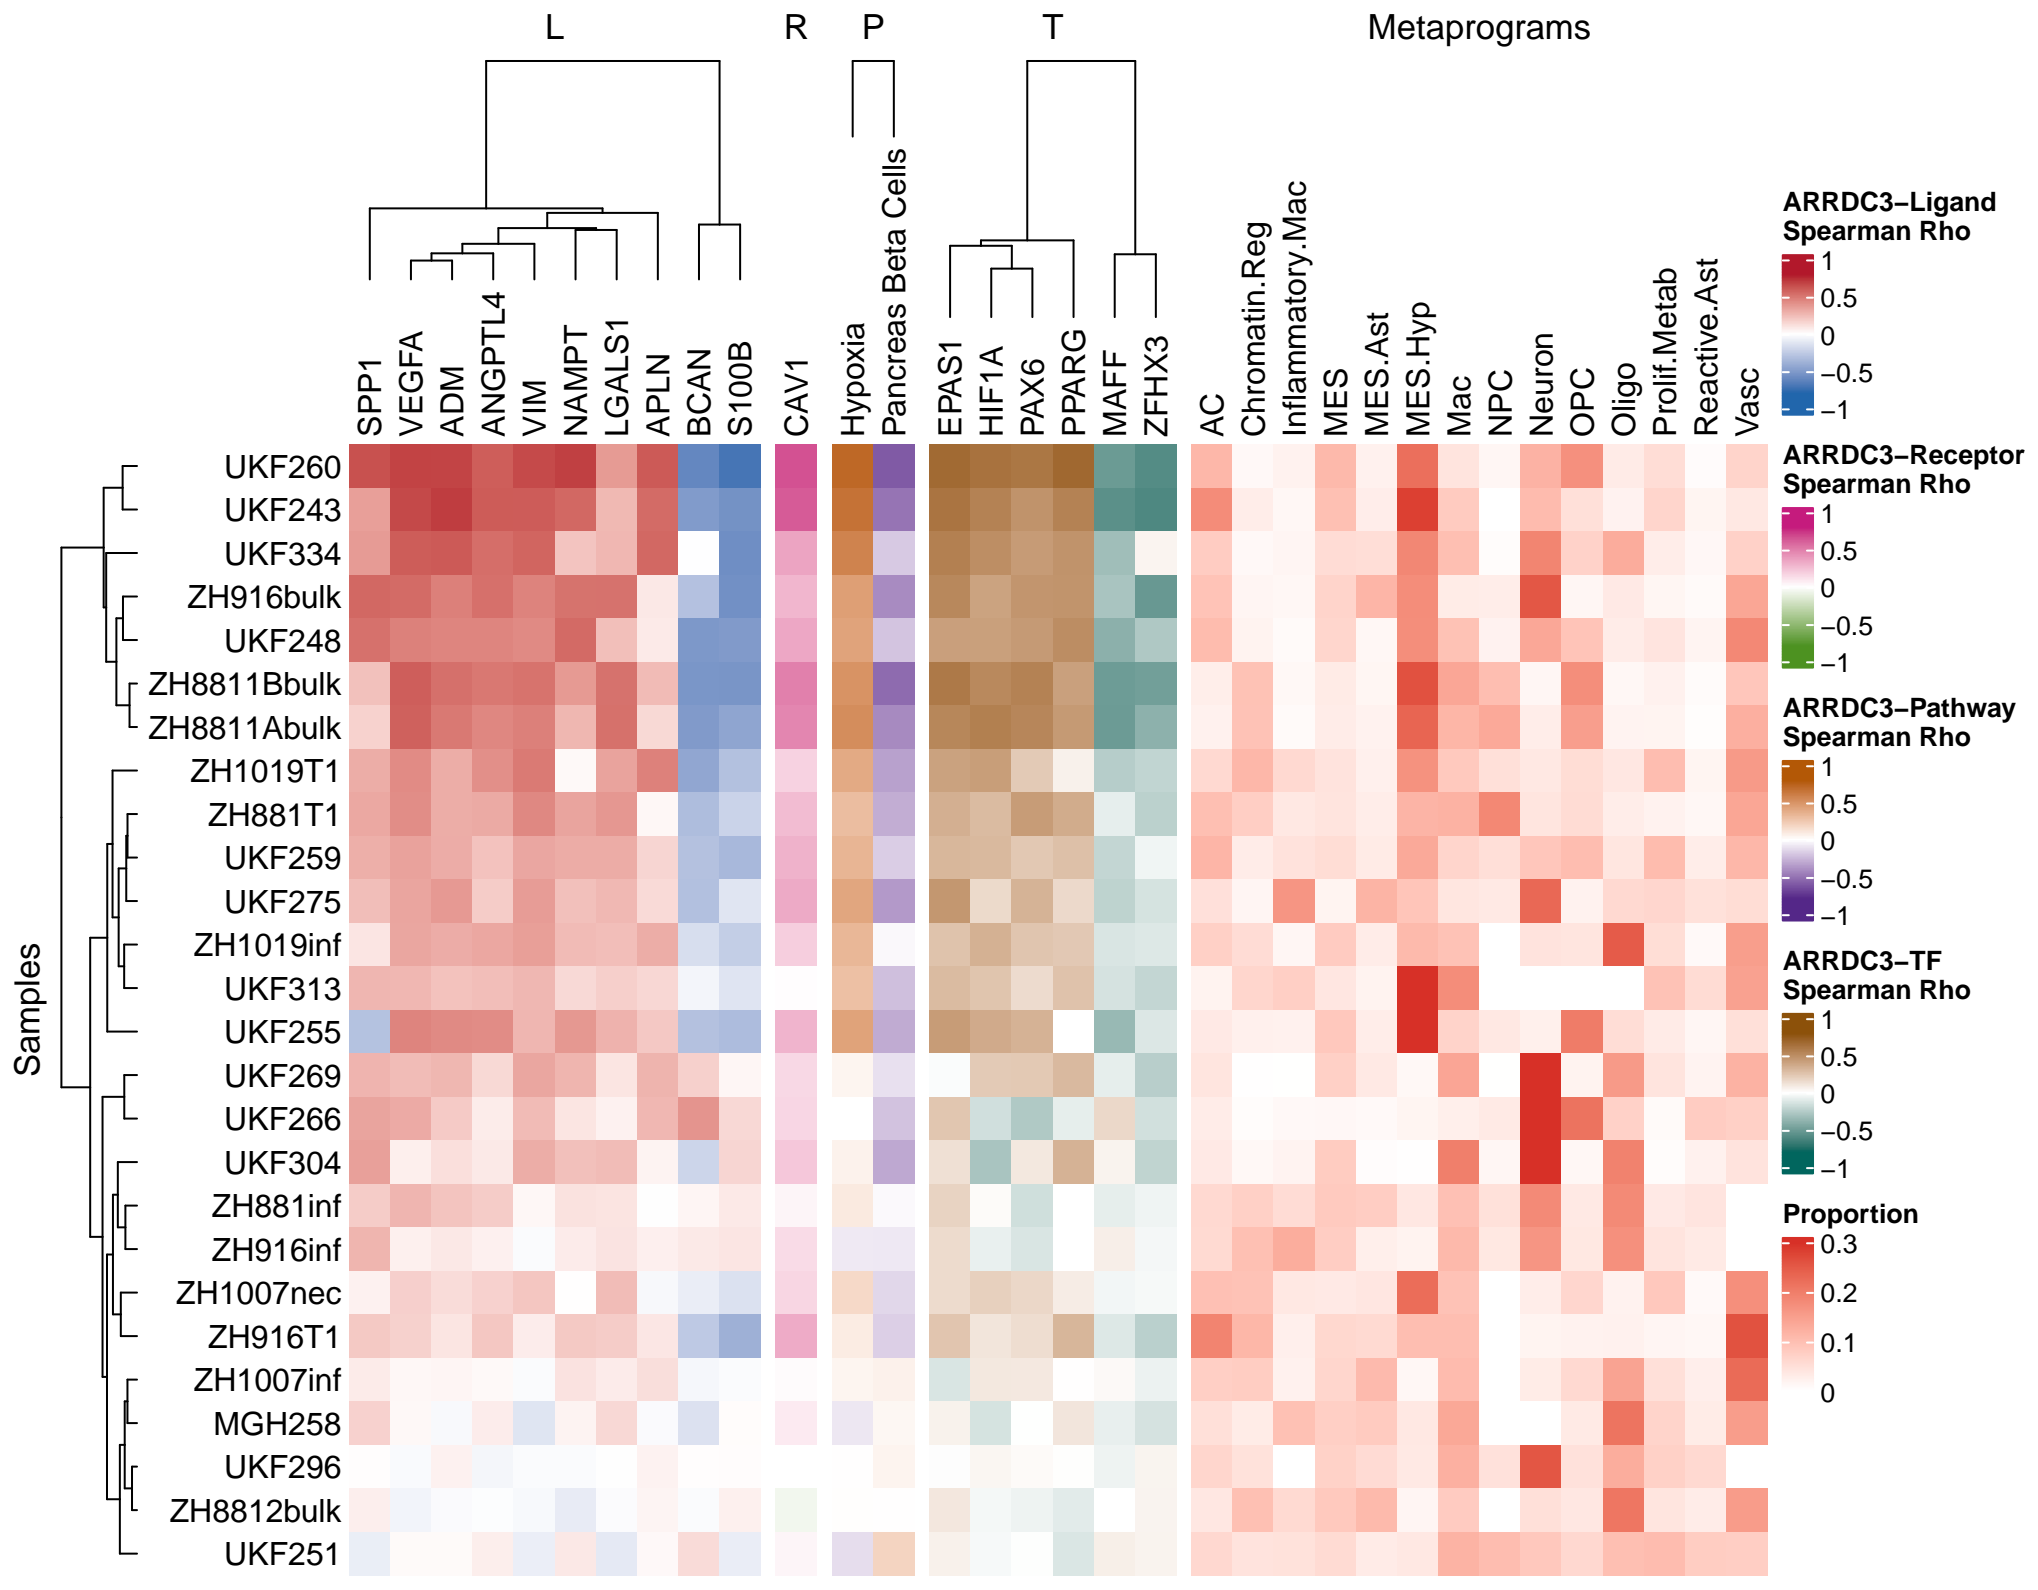 L R P T Metaprograms
SPP1
VEGFA
ADM
ANGPTL4
VIM
NAMPT
LGALS1
APLN
BCAN
S100B
CAV1
Hypoxia
Pancreas Beta Cells
EPAS1
HIF1A
PAX6
PPARG
MAFF
ZFHX3
AC
Chromatin.Reg
Inflammatory.Mac
MES
MES.Ast
MES.Hyp
Mac
NPC
Neuron
OPC
Oligo
Prolif.Metab
Reactive.Ast
Vasc
Samples
UKF260
UKF243
UKF334
ZH916bulk
UKF248
ZH8811Bbulk
ZH8811Abulk
ZH1019T1
ZH881T1
UKF259
UKF275
ZH1019inf
UKF313
UKF255
UKF269
UKF266
UKF304
ZH881inf
ZH916inf
ZH1007nec
ZH916T1
ZH1007inf
MGH258
UKF296
ZH8812bulk
UKF251
ARRDC3−Ligand
Spearman Rho
1
0.5
0
−0.5
−1
ARRDC3−Receptor
Spearman Rho
1
0.5
0
−0.5
−1
ARRDC3−Pathway
Spearman Rho
1
0.5
0
−0.5
−1
ARRDC3−TF
Spearman Rho
1
0.5
0
−0.5
−1
Proportion
0.3
0.2
0.1
0